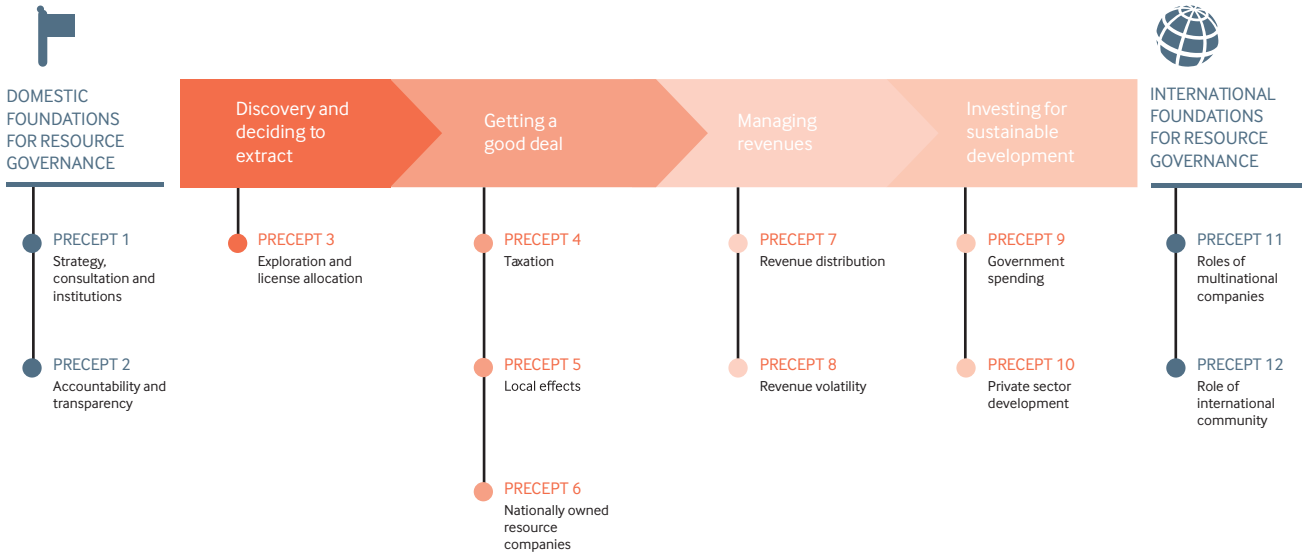 DOMESTIC
FOUNDATIONS
FOR RESOURCE
GOVERNANCE
PRECEPT 1
Strategy,
consultation and
institutions
PRECEPT 2
Accountability and
transparency
Discovery and
deciding to
extract
PRECEPT 3
Exploration and
license allocation
Getting a
good deal
PRECEPT 4
Taxation
PRECEPT 5
Local effects
PRECEPT 6
Nationally owned
resource
companies
Managing
revenues
PRECEPT 7
Revenue distribution
PRECEPT 8
Revenue volatility
Investing for
sustainable
development
PRECEPT 9
Government
spending
PRECEPT 10
Private sector
development
INTERNATIONAL
FOUNDATIONS
FOR RESOURCE
GOVERNANCE
PRECEPT 11
Roles of
multinational
companies
PRECEPT 12
Role of
international
community